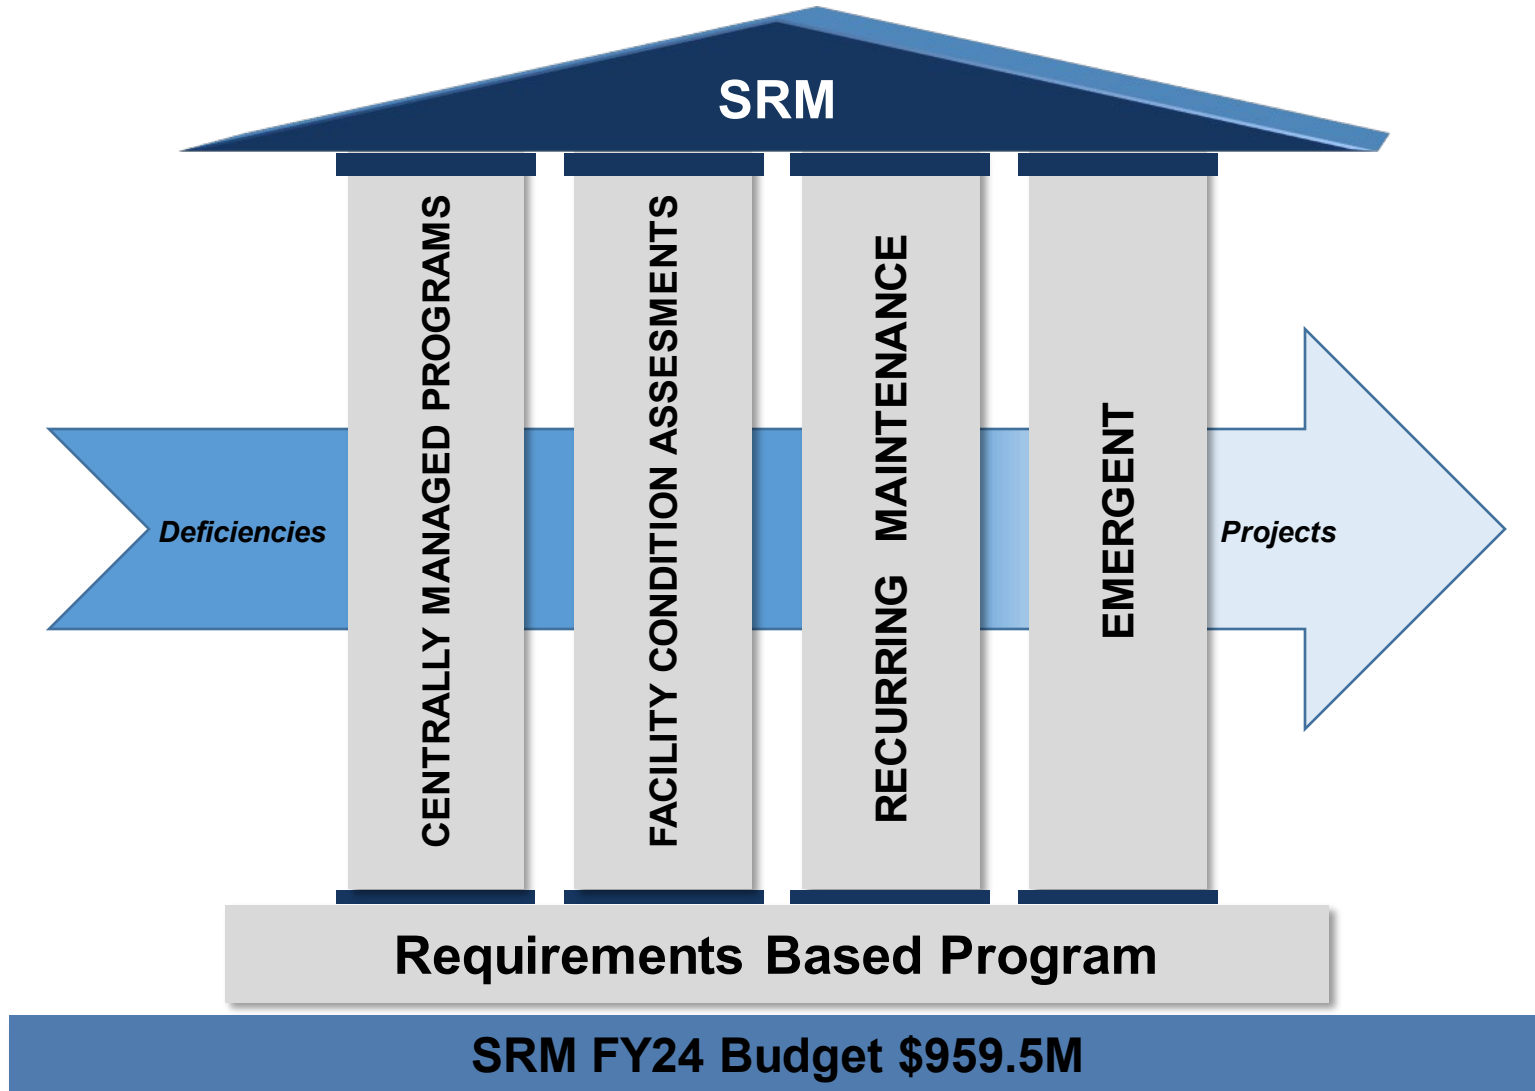 SRM
CENTRALLY MANAGED PROGRAMS
FACILITY CONDITION ASSESSMENTS
RECURRING MAINTENANCE
EMERGENT
Deficiencies
Projects
Requirements Based Program
SRM FY24 Budget $959.5M